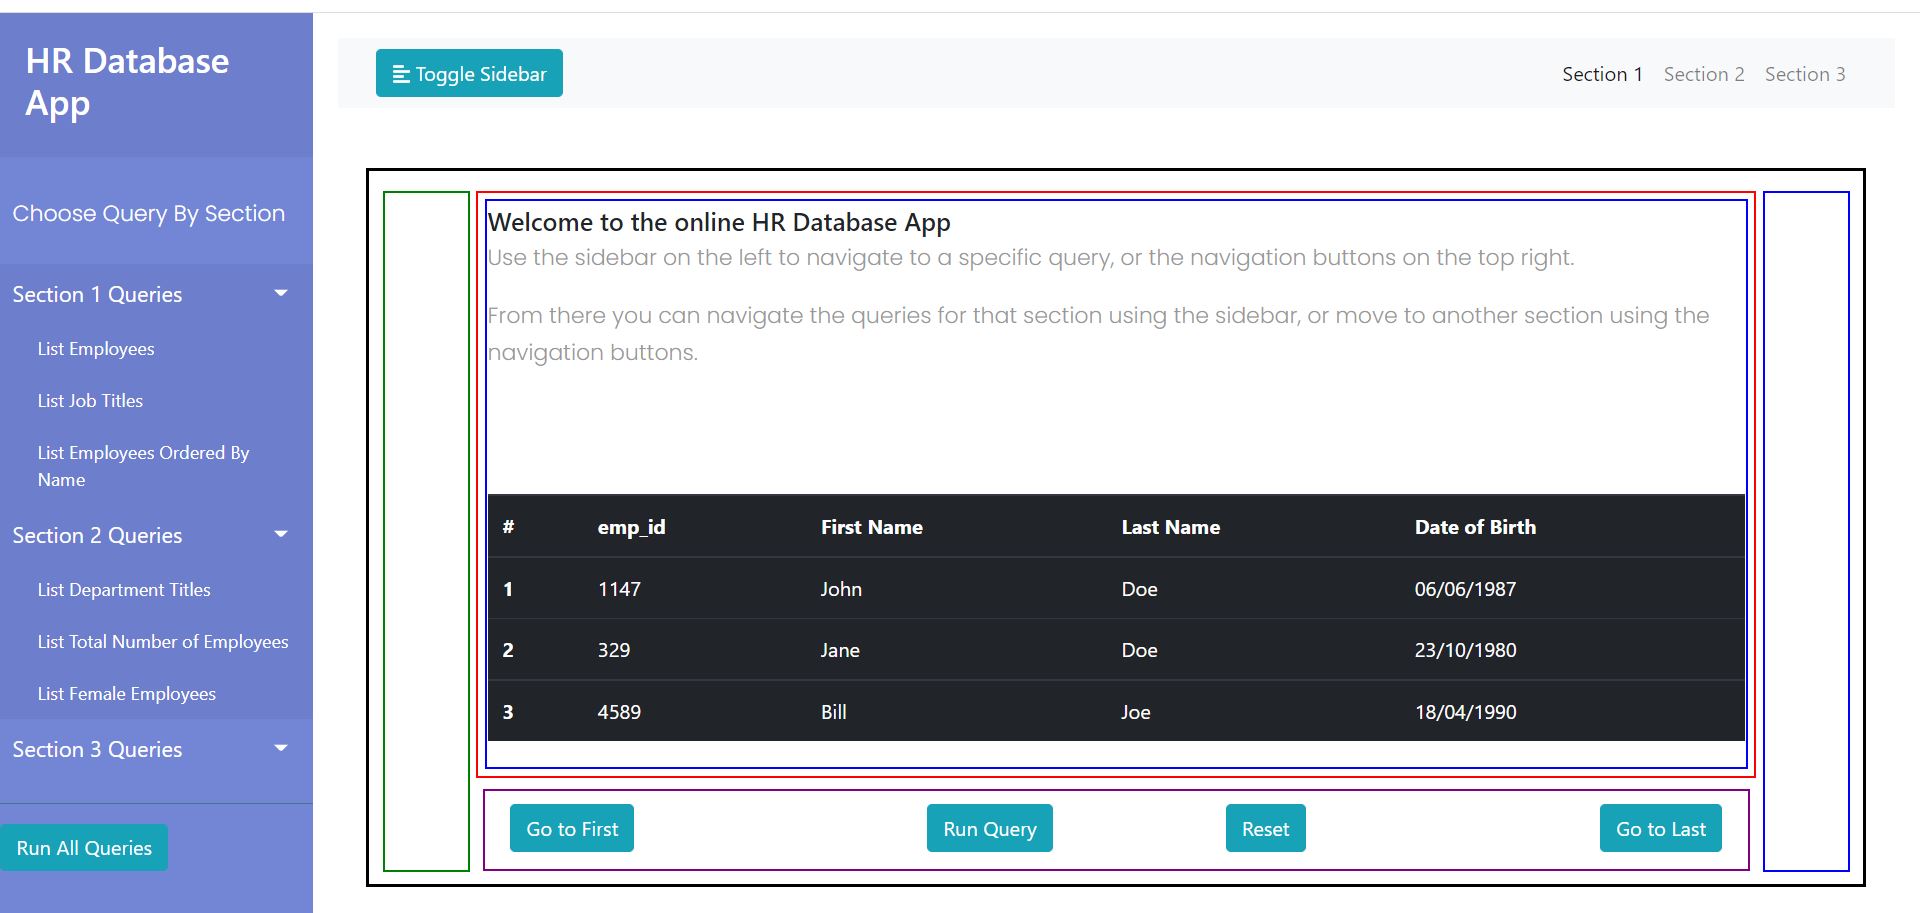 HR Database
App
Choose Query By Section
Section 1 Queries
List Employees
List Job Titles
List Employees Ordered By
Name
Section 2 Queries
List Department Titles
List Total Number of Employees
List Female Employees
Section 3 Queries
Run All Queries
Toggle Sidebar
Section 1 Section 2 Section 3
Welcome to the online HR Database App
Use the sidebar on the left to navigate to a specific query, or the navigation buttons on the top right.
From there you can navigate the queries for that section using the sidebar, or move to another section using the
navigation buttons.
# emp_id First Name Last Name Date of Birth
1 1147 John Doe 06/06/1987
2 329 Jane Doe 23/10/1980
3 4589 Bill Joe 18/04/1990
Go to First Run Query Reset Go to Last